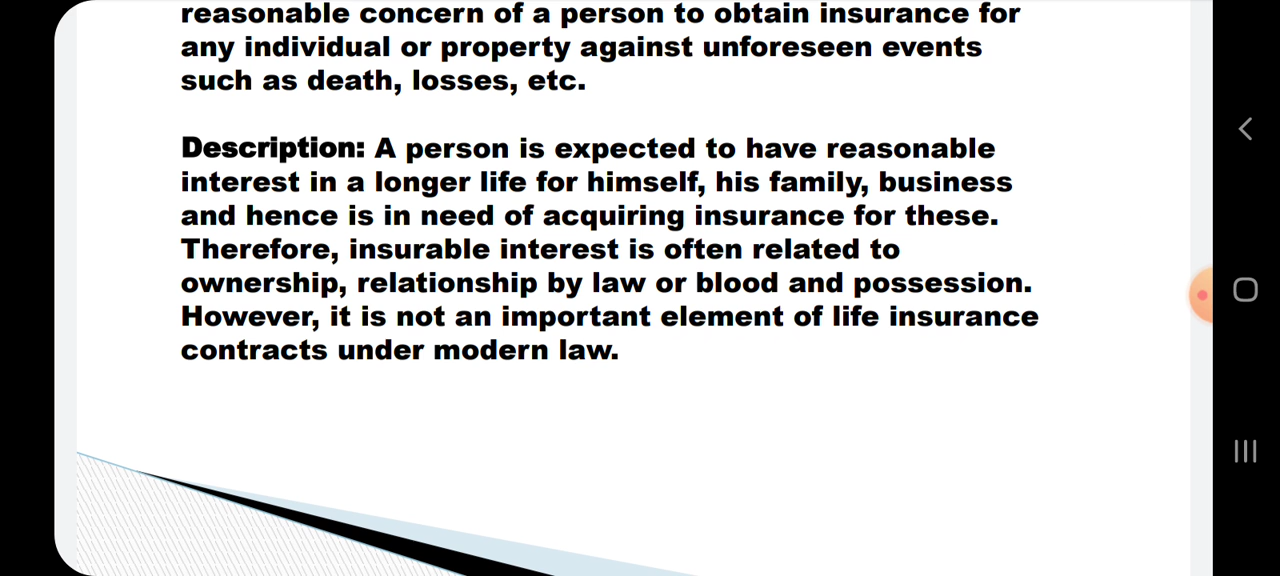 reasonable concern of a person to obtain insurance for
any individual or property against unforeseen events
such as death, losses, etc.
Description: A person is expected to have reasonable
interest in a longer life for himself, his family, business
and hence is in need of acquiring insurance for these.
Therefore, insurable interest is often related to
ownership, relationship by law or blood and possession.
However, it is not an important element of life insurance
contracts under modern law.